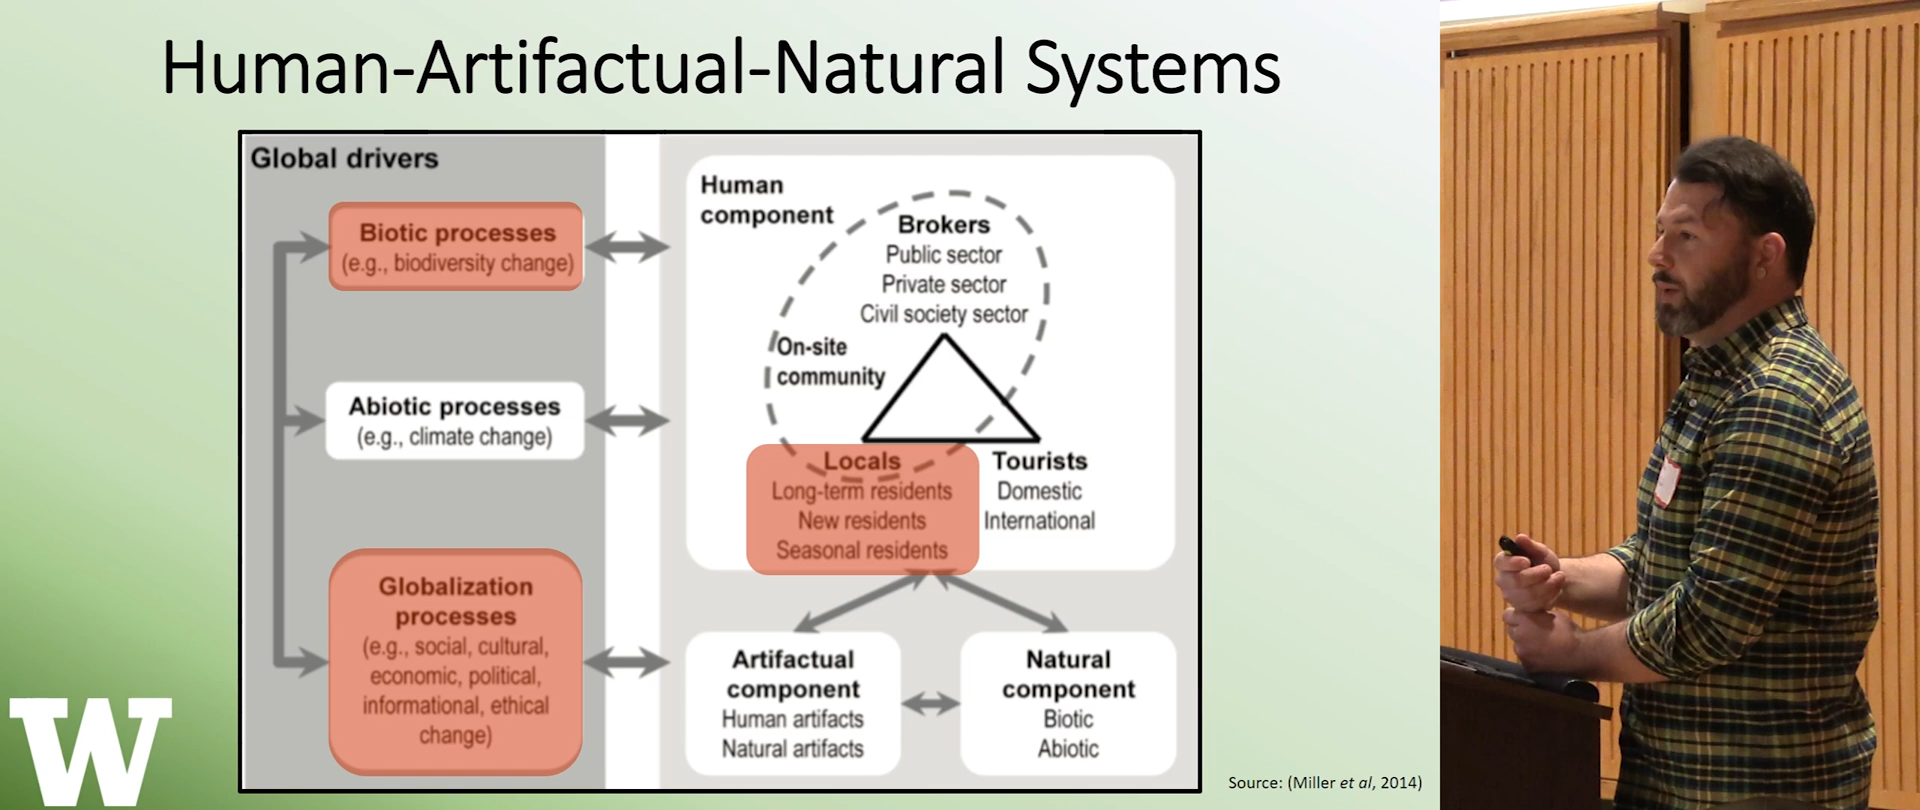 Human-Artifactual-Natural Systems
Global drivers
Biotic processes
(e.g., biodiversity change)
Abiotic processes
(e.g., climate change)
Globalization
processes
(e.g., social, cultural,
economic, political,
informational, ethical
change)
Human
component
Brokers
Public sector
Private sector
Civil society sector
On-site
community
Locals
Long-term residents
New residents
Seasonal residents
Tourists
Domestic
International
Artifactual
component
Human artifacts
Natural artifacts
Natural
component
Biotic
Abiotic
Source: (Miller et al, 2014)
W